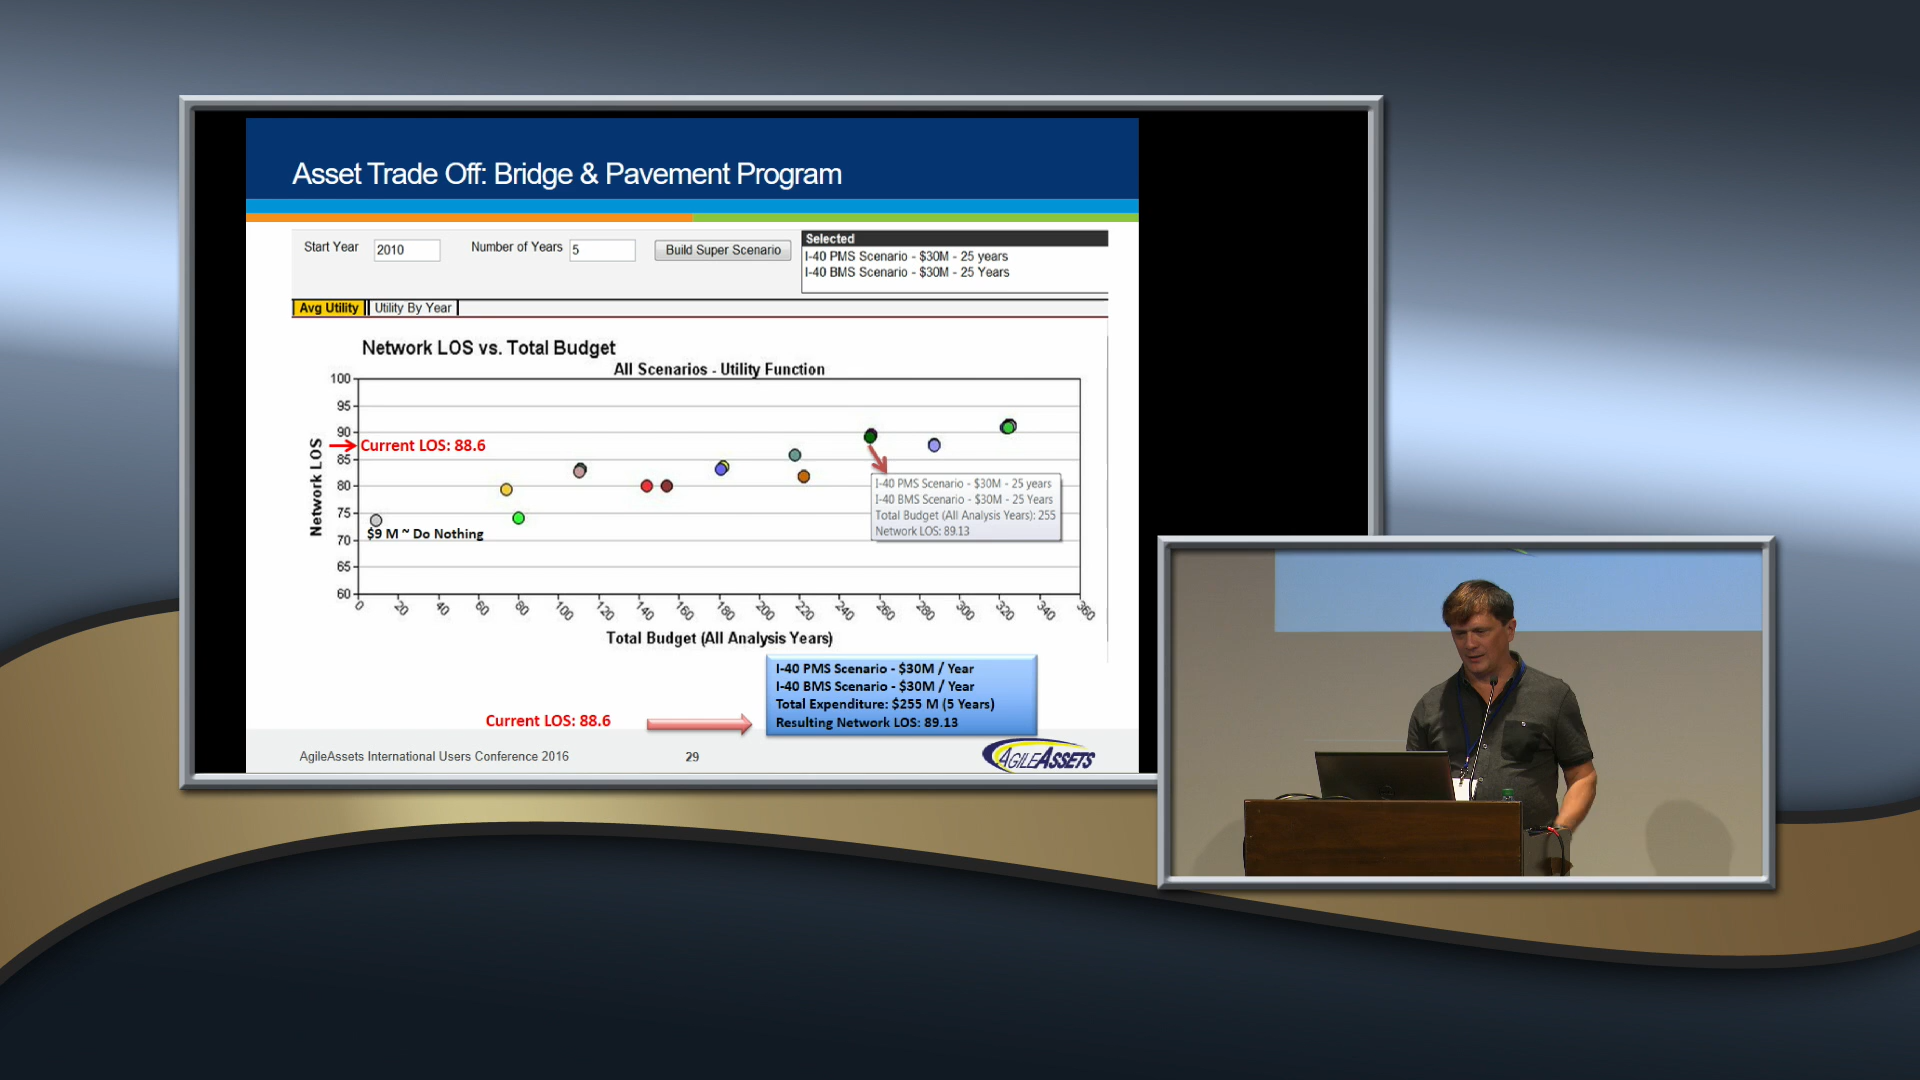 Asset Trade Off: Bridge & Pavement Program
Start Year 2010 Number of Years 5 Build Super Scenario
Selected
I-40 PMS Scenario - $30M - 25 years
I-40 BMS Scenario - $30M - 25 Years
Avg Utility Utility By Year
Network LOS vs. Total Budget
All Scenarios - Utility Function
Network LOS
100
95
90
85
80
75
70
65
60
Current LOS: 88.6
$9 M ~ Do Nothing
I-40 PMS Scenario - $30M - 25 years
I-40 BMS Scenario - $30M - 25 Years
Total Budget (All Analysis Years): 255
Network LOS: 89.13
0 20 40 60 80 100 120 140 160 180 200 220 240 260 280 300 320 340 360
Total Budget (All Analysis Years)
I-40 PMS Scenario - $30M / Year
I-40 BMS Scenario - $30M / Year
Total Expenditure: $255 M (5 Years)
Resulting Network LOS: 89.13
Current LOS: 88.6
AgileAssets International Users Conference 2016 29
AGILEASSETS